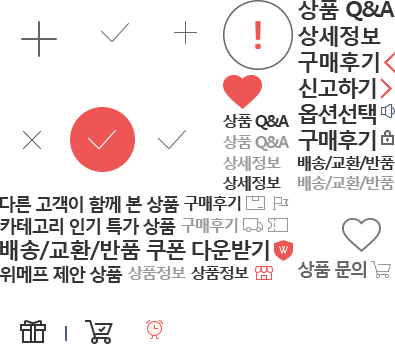 상품 Q&A
상세정보
구매후기
신고하기
상품 Q&A
옵션선택
상품 Q&A
구매후기
상세정보 배송/교환/반품
상세정보 배송/교환/반품
다른 고객이 함께 본 상품 구매후기
카테고리 인기 특가 상품 구매후기
배송/교환/반품 쿠폰 다운받기
위메프 제안 상품 상품정보 상품정보
상품 문의